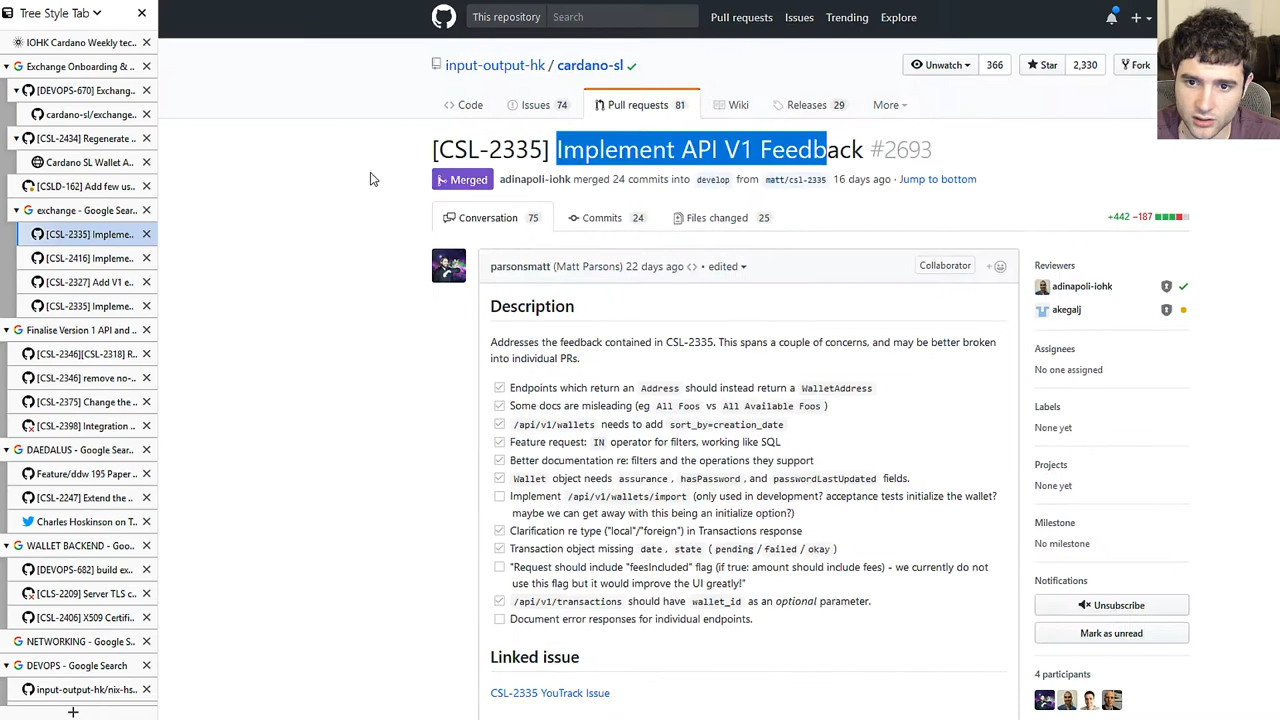 Tree Style Tab
IOHK Cardano Weekly tec...
Exchange Onboarding & ...
[DEVOPS-670] Exchang...
cardano-sl/exchange...
[CSL-2434] Regenerate ...
Cardano SL Wallet A...
[CSLD-162] Add few us...
exchange - Google Sear...
[CSL-2335] Impleme...
[CSL-2416] Impleme...
[CSL-2327] Add V1 e...
[CSL-2335] Impleme...
Finalise Version 1 API and ...
[CSL-2346][CSL-2318] R...
[CSL-2346] remove no-...
[CSL-2375] Change the ...
[CSL-2398] Integration ...
DAEDALUS - Google Sear...
Feature/ddw 195 Paper ...
[CSL-2247] Extend the ...
Charles Hoskinson on T...
WALLET BACKEND - Goo...
[DEVOPS-682] build ex...
[CLS-2209] Server TLS c...
[CSL-2406] X509 Certifi...
NETWORKING - Google S...
DEVOPS - Google Search
input-output-hk/nix-hs...
This repository
Search
Pull requests Issues Trending Explore
input-output-hk / cardano-sl
Unwatch 366 Star 2,330 Fork
Code Issues 74 Pull requests 81 Wiki Releases 29 More
[CSL-2335] Implement API V1 Feedback #2693
Merged adinapoli-iohk merged 24 commits into develop from matt/csl-2335 16 days ago · Jump to bottom
Conversation 75 Commits 24 Files changed 25
+442 −187
parsonsmatt (Matt Parsons) 22 days ago <> • edited
Collaborator
Description
Addresses the feedback contained in CSL-2335. This spans a couple of concerns, and may be better broken
into individual PRs.
Endpoints which return an Address should instead return a WalletAddress
Some docs are misleading (eg All Foos vs All Available Foos)
/api/v1/wallets needs to add sort_by=creation_date
Feature request: IN operator for filters, working like SQL
Better documentation re: filters and the operations they support
Wallet object needs assurance, hasPassword, and passwordLastUpdated fields.
Implement /api/v1/wallets/import (only used in development? acceptance tests initialize the wallet?
maybe we can get away with this being an initialize option?)
Clarification re type ("local"/"foreign") in Transactions response
Transaction object missing date, state (pending/failed/okay)
"Request should include "feesIncluded" flag (if true: amount should include fees) - we currently do not
use this flag but it would improve the UI greatly!"
/api/v1/transactions should have wallet_id as an optional parameter.
Document error responses for individual endpoints.
Linked issue
CSL-2335 YouTrack Issue
Reviewers
adinapoli-iohk
akegalj
Assignees
No one assigned
Labels
None yet
Projects
None yet
Milestone
No milestone
Notifications
Unsubscribe
Mark as unread
4 participants